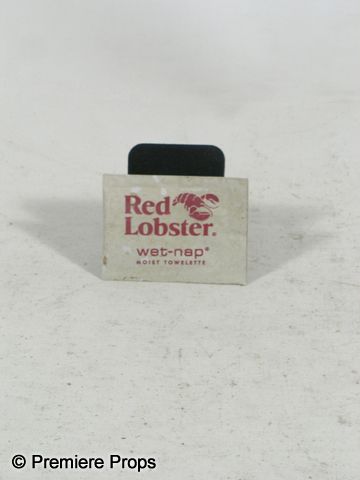 Red
Lobster®
wet-nap®
MOIST TOWELETTE
© Premiere Props